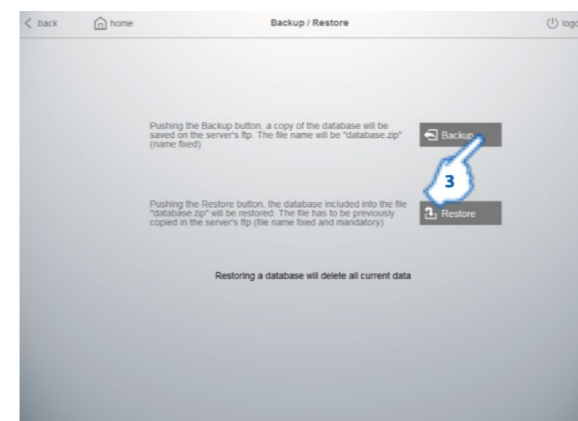 back home Backup / Restore logo
Pushing the Backup button, a copy of the database will be
saved on the server's ftp. The file name will be "database.zip"
(name fixed)
Backup
3
Pushing the Restore button, the database included into the file
"database.zip" will be restored. The file has to be previously
copied in the server's ftp (file name fixed and mandatory)
Restore
Restoring a database will delete all current data